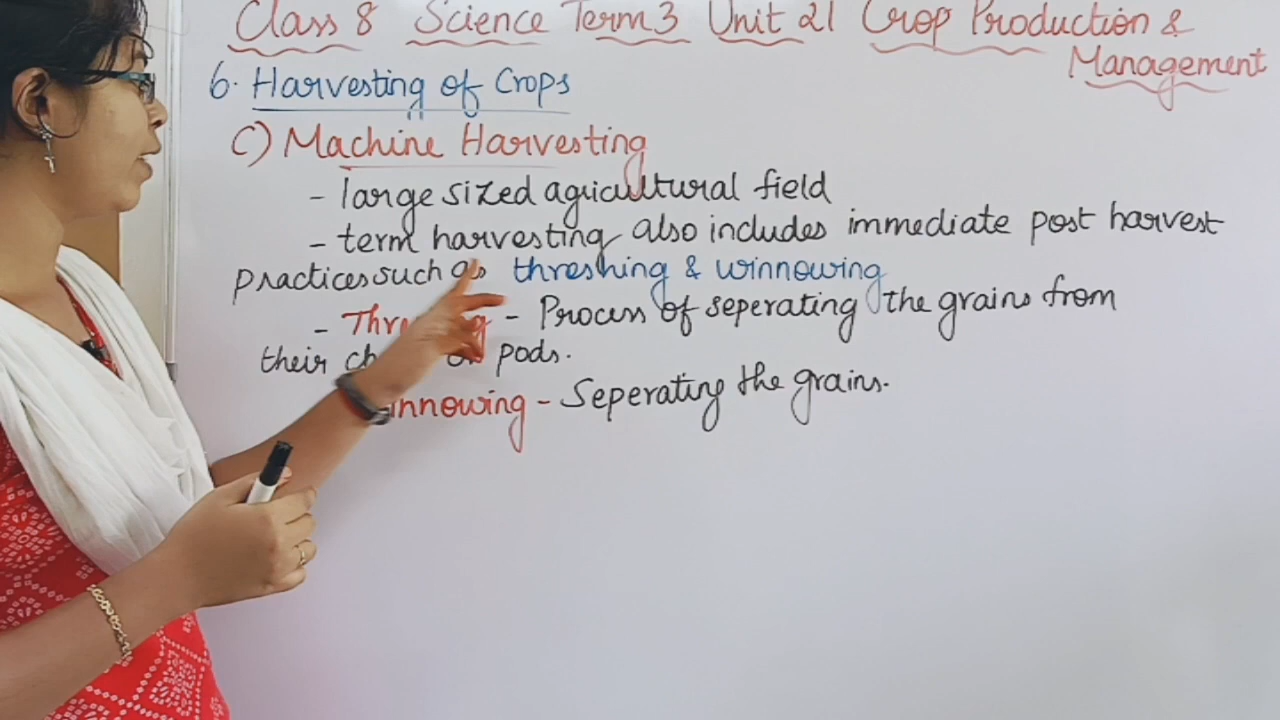 Class 8 Science Term 3 Unit 21 Crop Production &
Management
6. Harvesting of Crops
C) Machine Harvesting
- large sized agricultural field
- term harvesting also includes immediate post harvest
practices such as threshing & winnowing
- - Process of seperating the grains from
their pods.
- Seperating the grains.